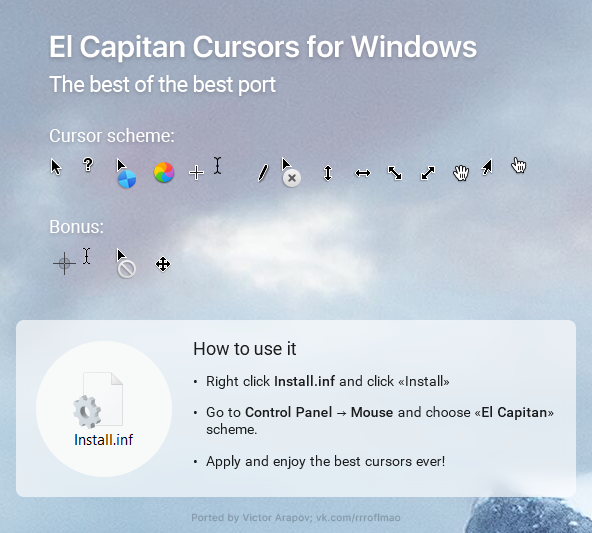 El Capitan Cursors for Windows
The best of the best port
Cursor scheme:
?
Bonus:
How to use it
• Right click Install.inf and click «Install»
• Go to Control Panel → Mouse and choose «El Capitan»
scheme.
• Apply and enjoy the best cursors ever!
Install.inf
Ported by Victor Arapov; vk.com/rrroflmao